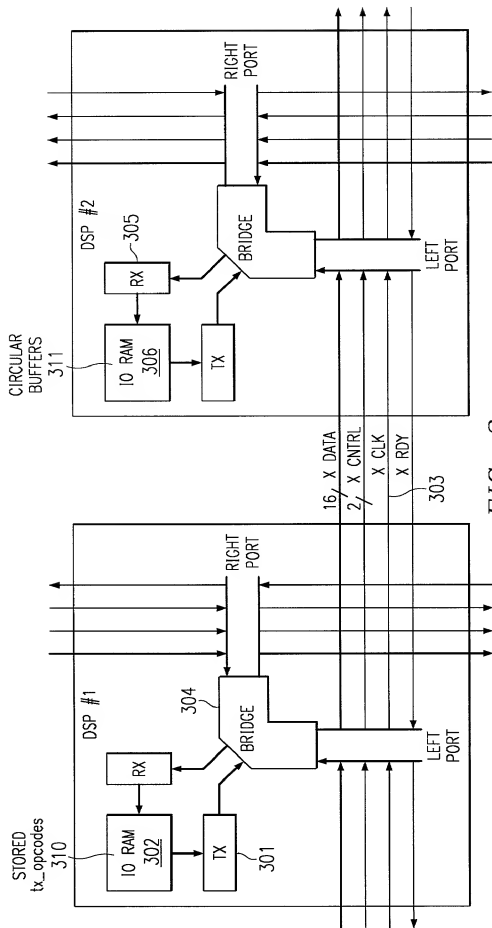 STORED
tx_opcodes
310
IO RAM
302
RX
TX
301
DSP #1
304
BRIDGE
RIGHT
PORT
LEFT
PORT
16 X DATA
2 X CNTRL
X CLK
X RDY
303
CIRCULAR
BUFFERS
311
IO RAM
306
RX
305
TX
DSP #2
BRIDGE
RIGHT
PORT
LEFT
PORT